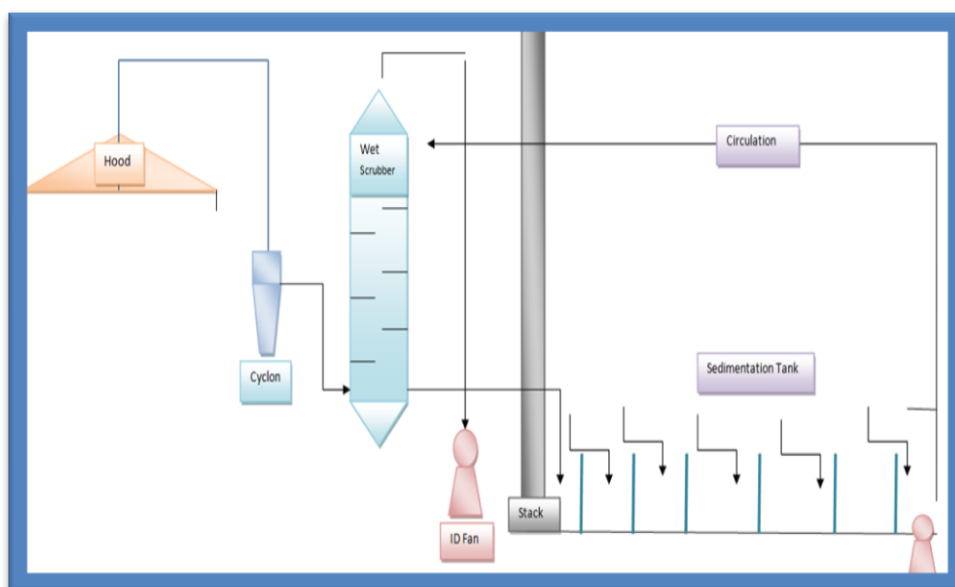 Hood
Wet
Scrubber
Circulation
Cyclon
Sedimentation Tank
Stack
ID Fan